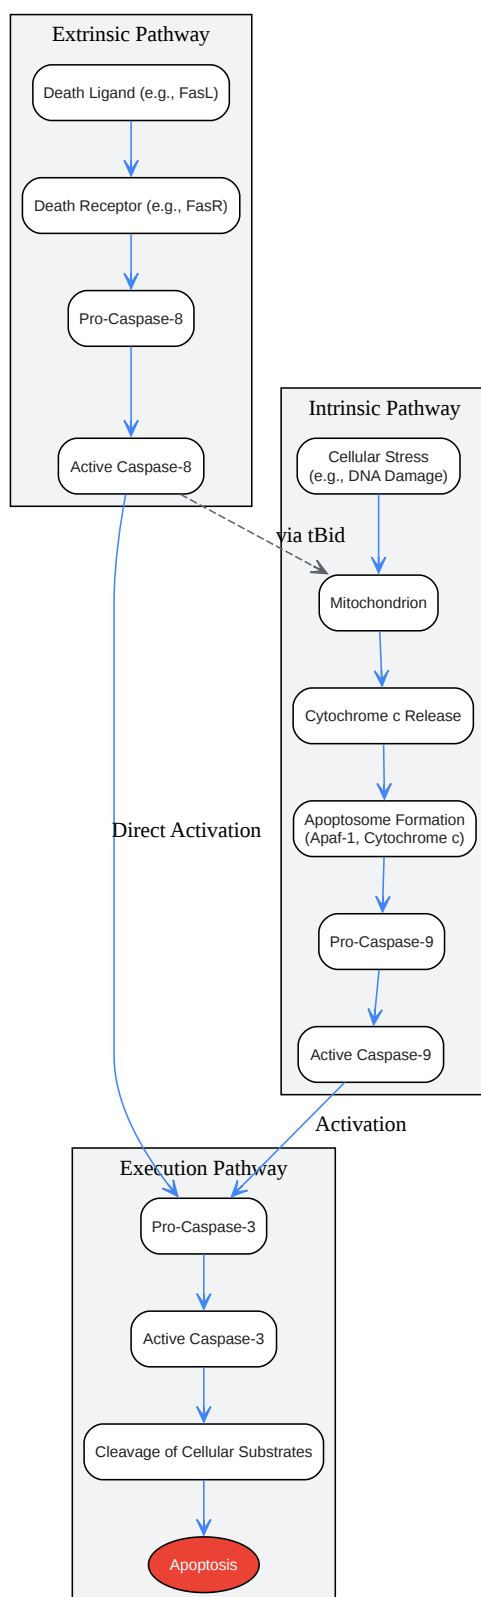 Extrinsic Pathway
Death Ligand (e.g., FasL)
Death Receptor (e.g., FasR)
Pro-Caspase-8
Active Caspase-8
Intrinsic Pathway
Cellular Stress
(e.g., DNA Damage)
via tBid
Mitochondrion
Cytochrome c Release
Apoptosome Formation
(Apaf-1, Cytochrome c)
Direct Activation
Pro-Caspase-9
Active Caspase-9
Activation
Execution Pathway
Pro-Caspase-3
Active Caspase-3
Cleavage of Cellular Substrates
Apoptosis